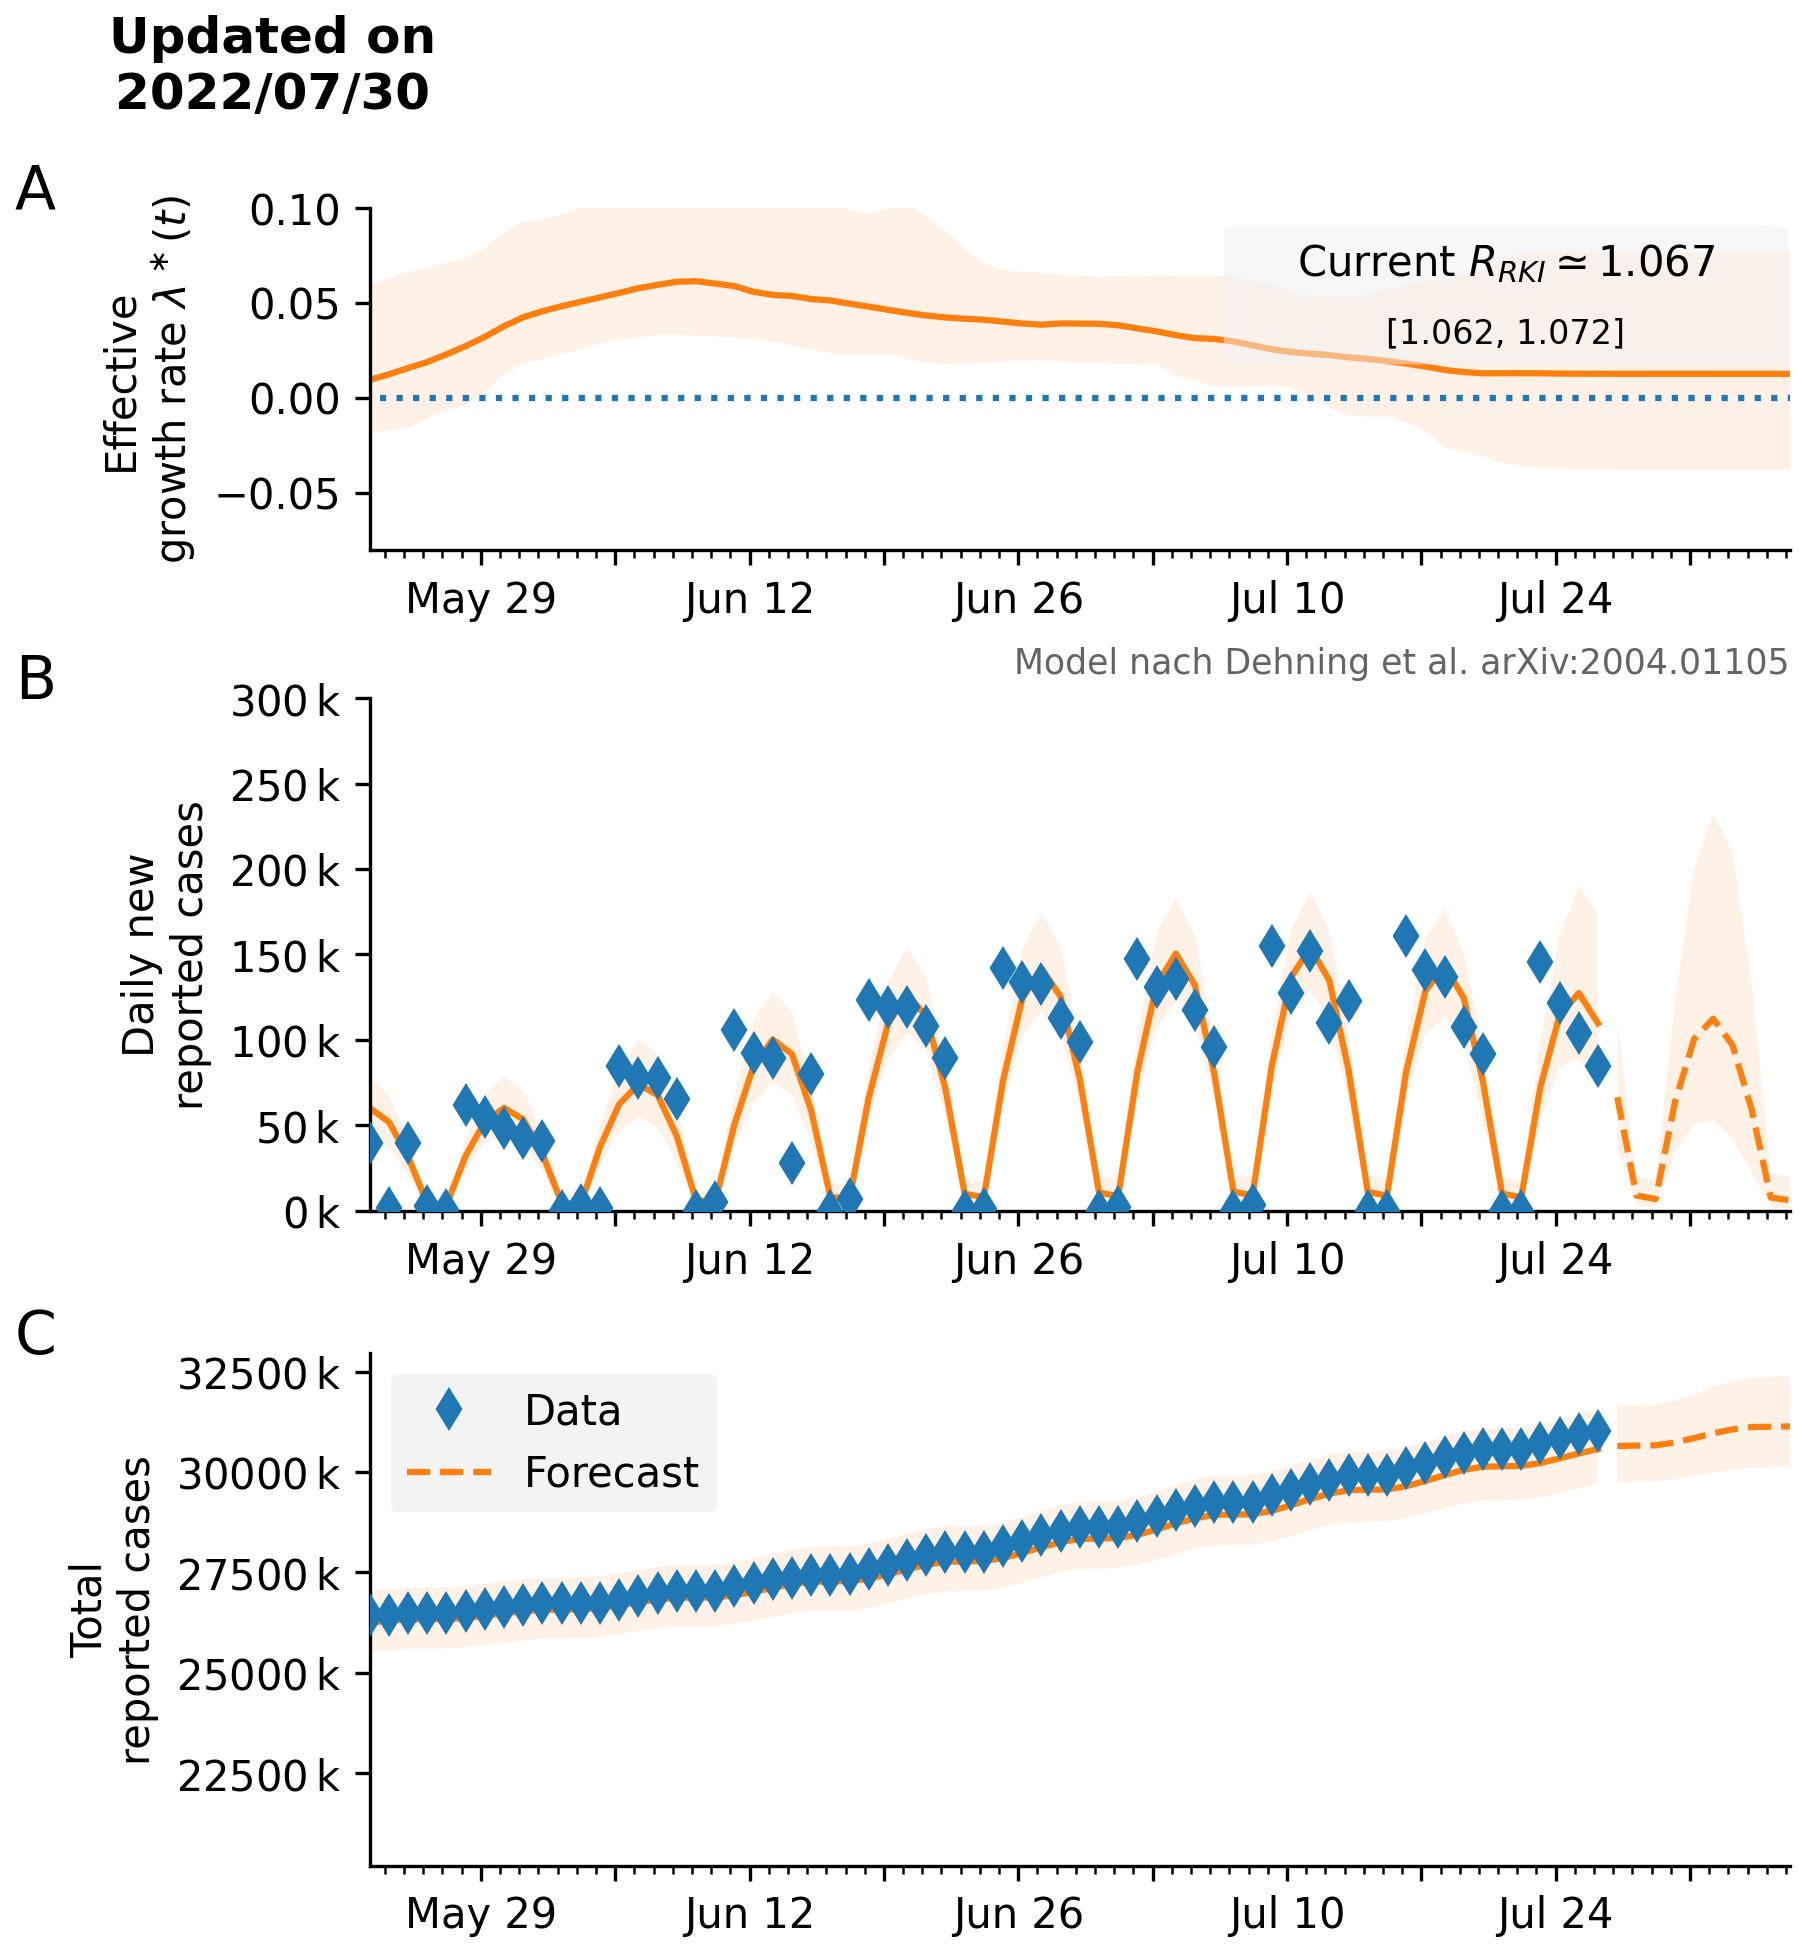 Updated on
2022/07/30
A
Effective
growth rate λ * (t)
0.10
0.05
0.00
−0.05
Current R_RKI ≃ 1.067
[1.062, 1.072]
May 29
Jun 12
Jun 26
Jul 10
Jul 24
B
Model nach Dehning et al. arXiv:2004.01105
Daily new
reported cases
300 k
250 k
200 k
150 k
100 k
50 k
0 k
May 29
Jun 12
Jun 26
Jul 10
Jul 24
C
Total
reported cases
32500 k
30000 k
27500 k
25000 k
22500 k
Data
Forecast
May 29
Jun 12
Jun 26
Jul 10
Jul 24